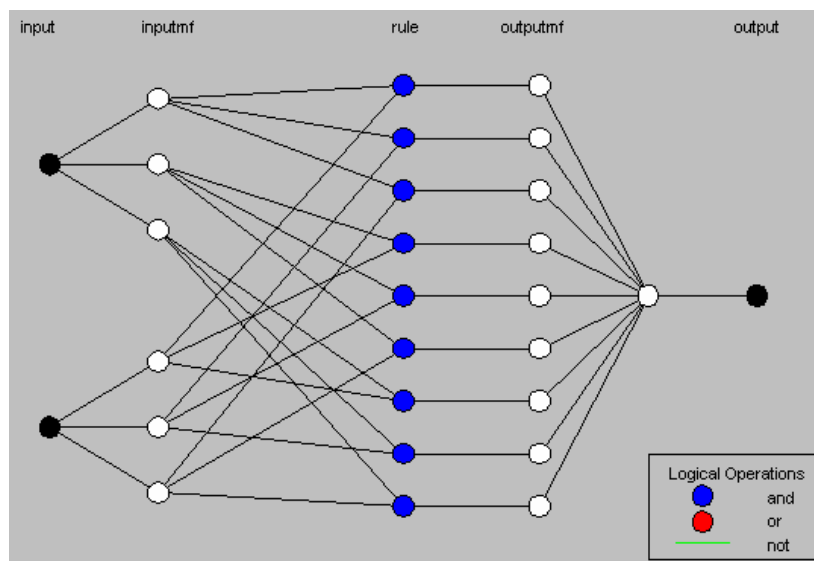 input inputmf rule outputmf output
Logical Operations
and
or
not